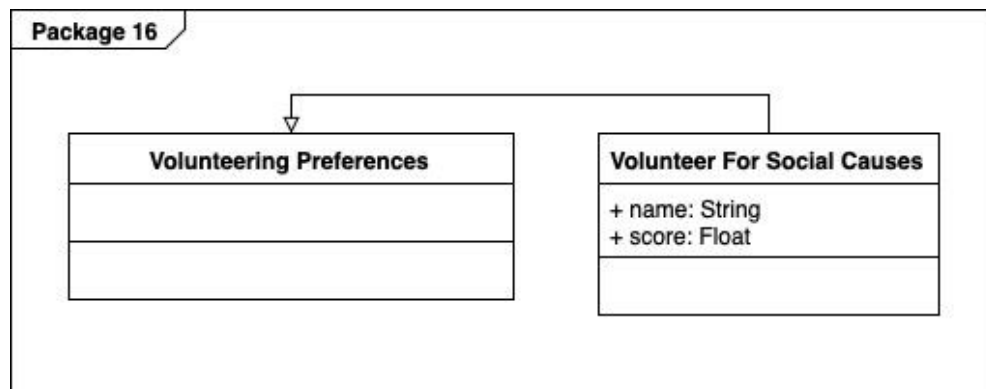 Package 16
Volunteering Preferences
Volunteer For Social Causes
+ name: String
+ score: Float